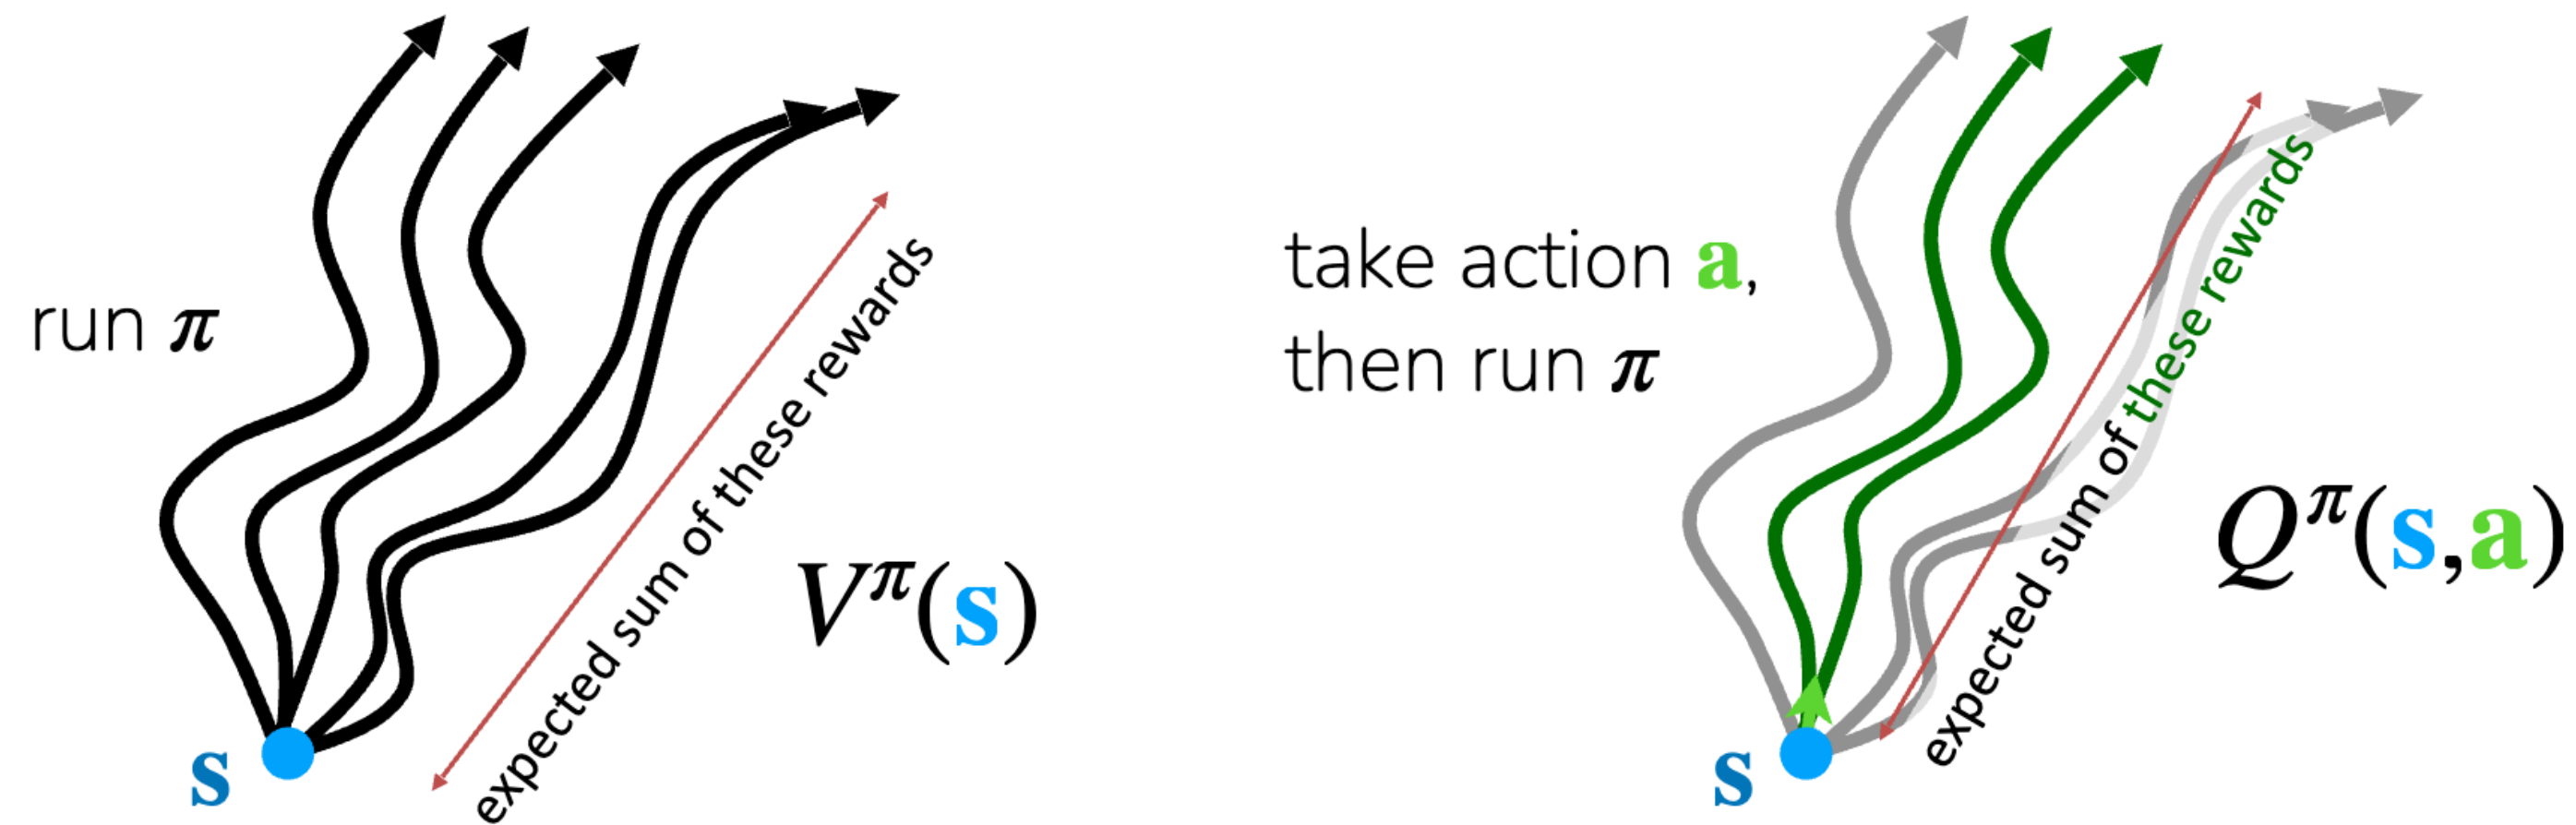 run π
expected sum of these rewards
V^π(s)
s
take action a,
then run π
expected sum of these rewards
Q^π(s,a)
s